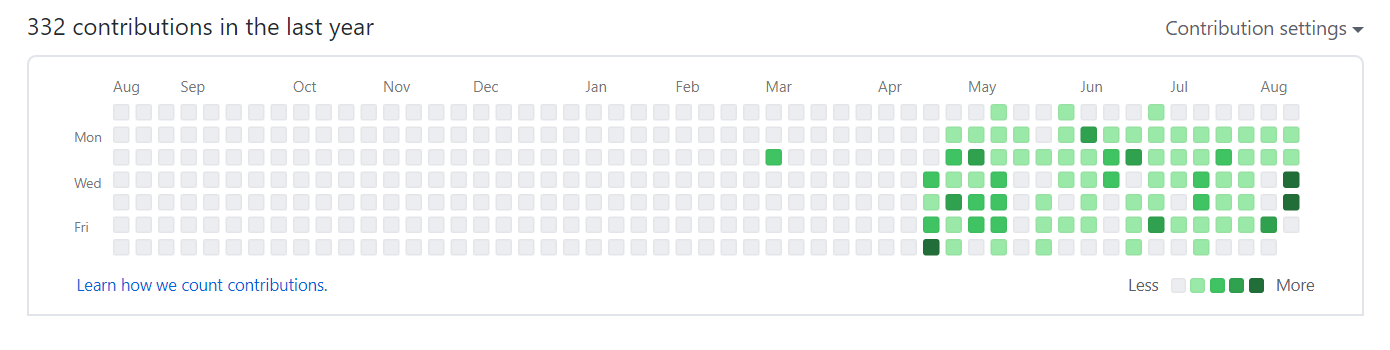 332 contributions in the last year
Contribution settings
Aug Sep Oct Nov Dec Jan Feb Mar Apr May Jun Jul Aug
Mon
Wed
Fri
Learn how we count contributions.
Less More